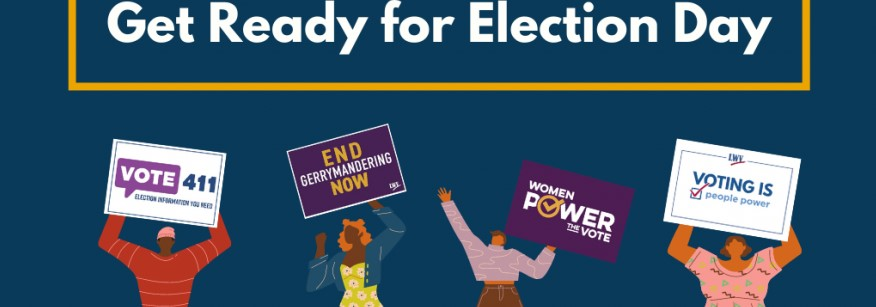 Get Ready for Election Day
VOTE 411
ELECTION INFORMATION YOU NEED
END
GERRYMANDERING
NOW
LWV
WOMEN
POWER
THE VOTE
LWV
VOTING IS
people power